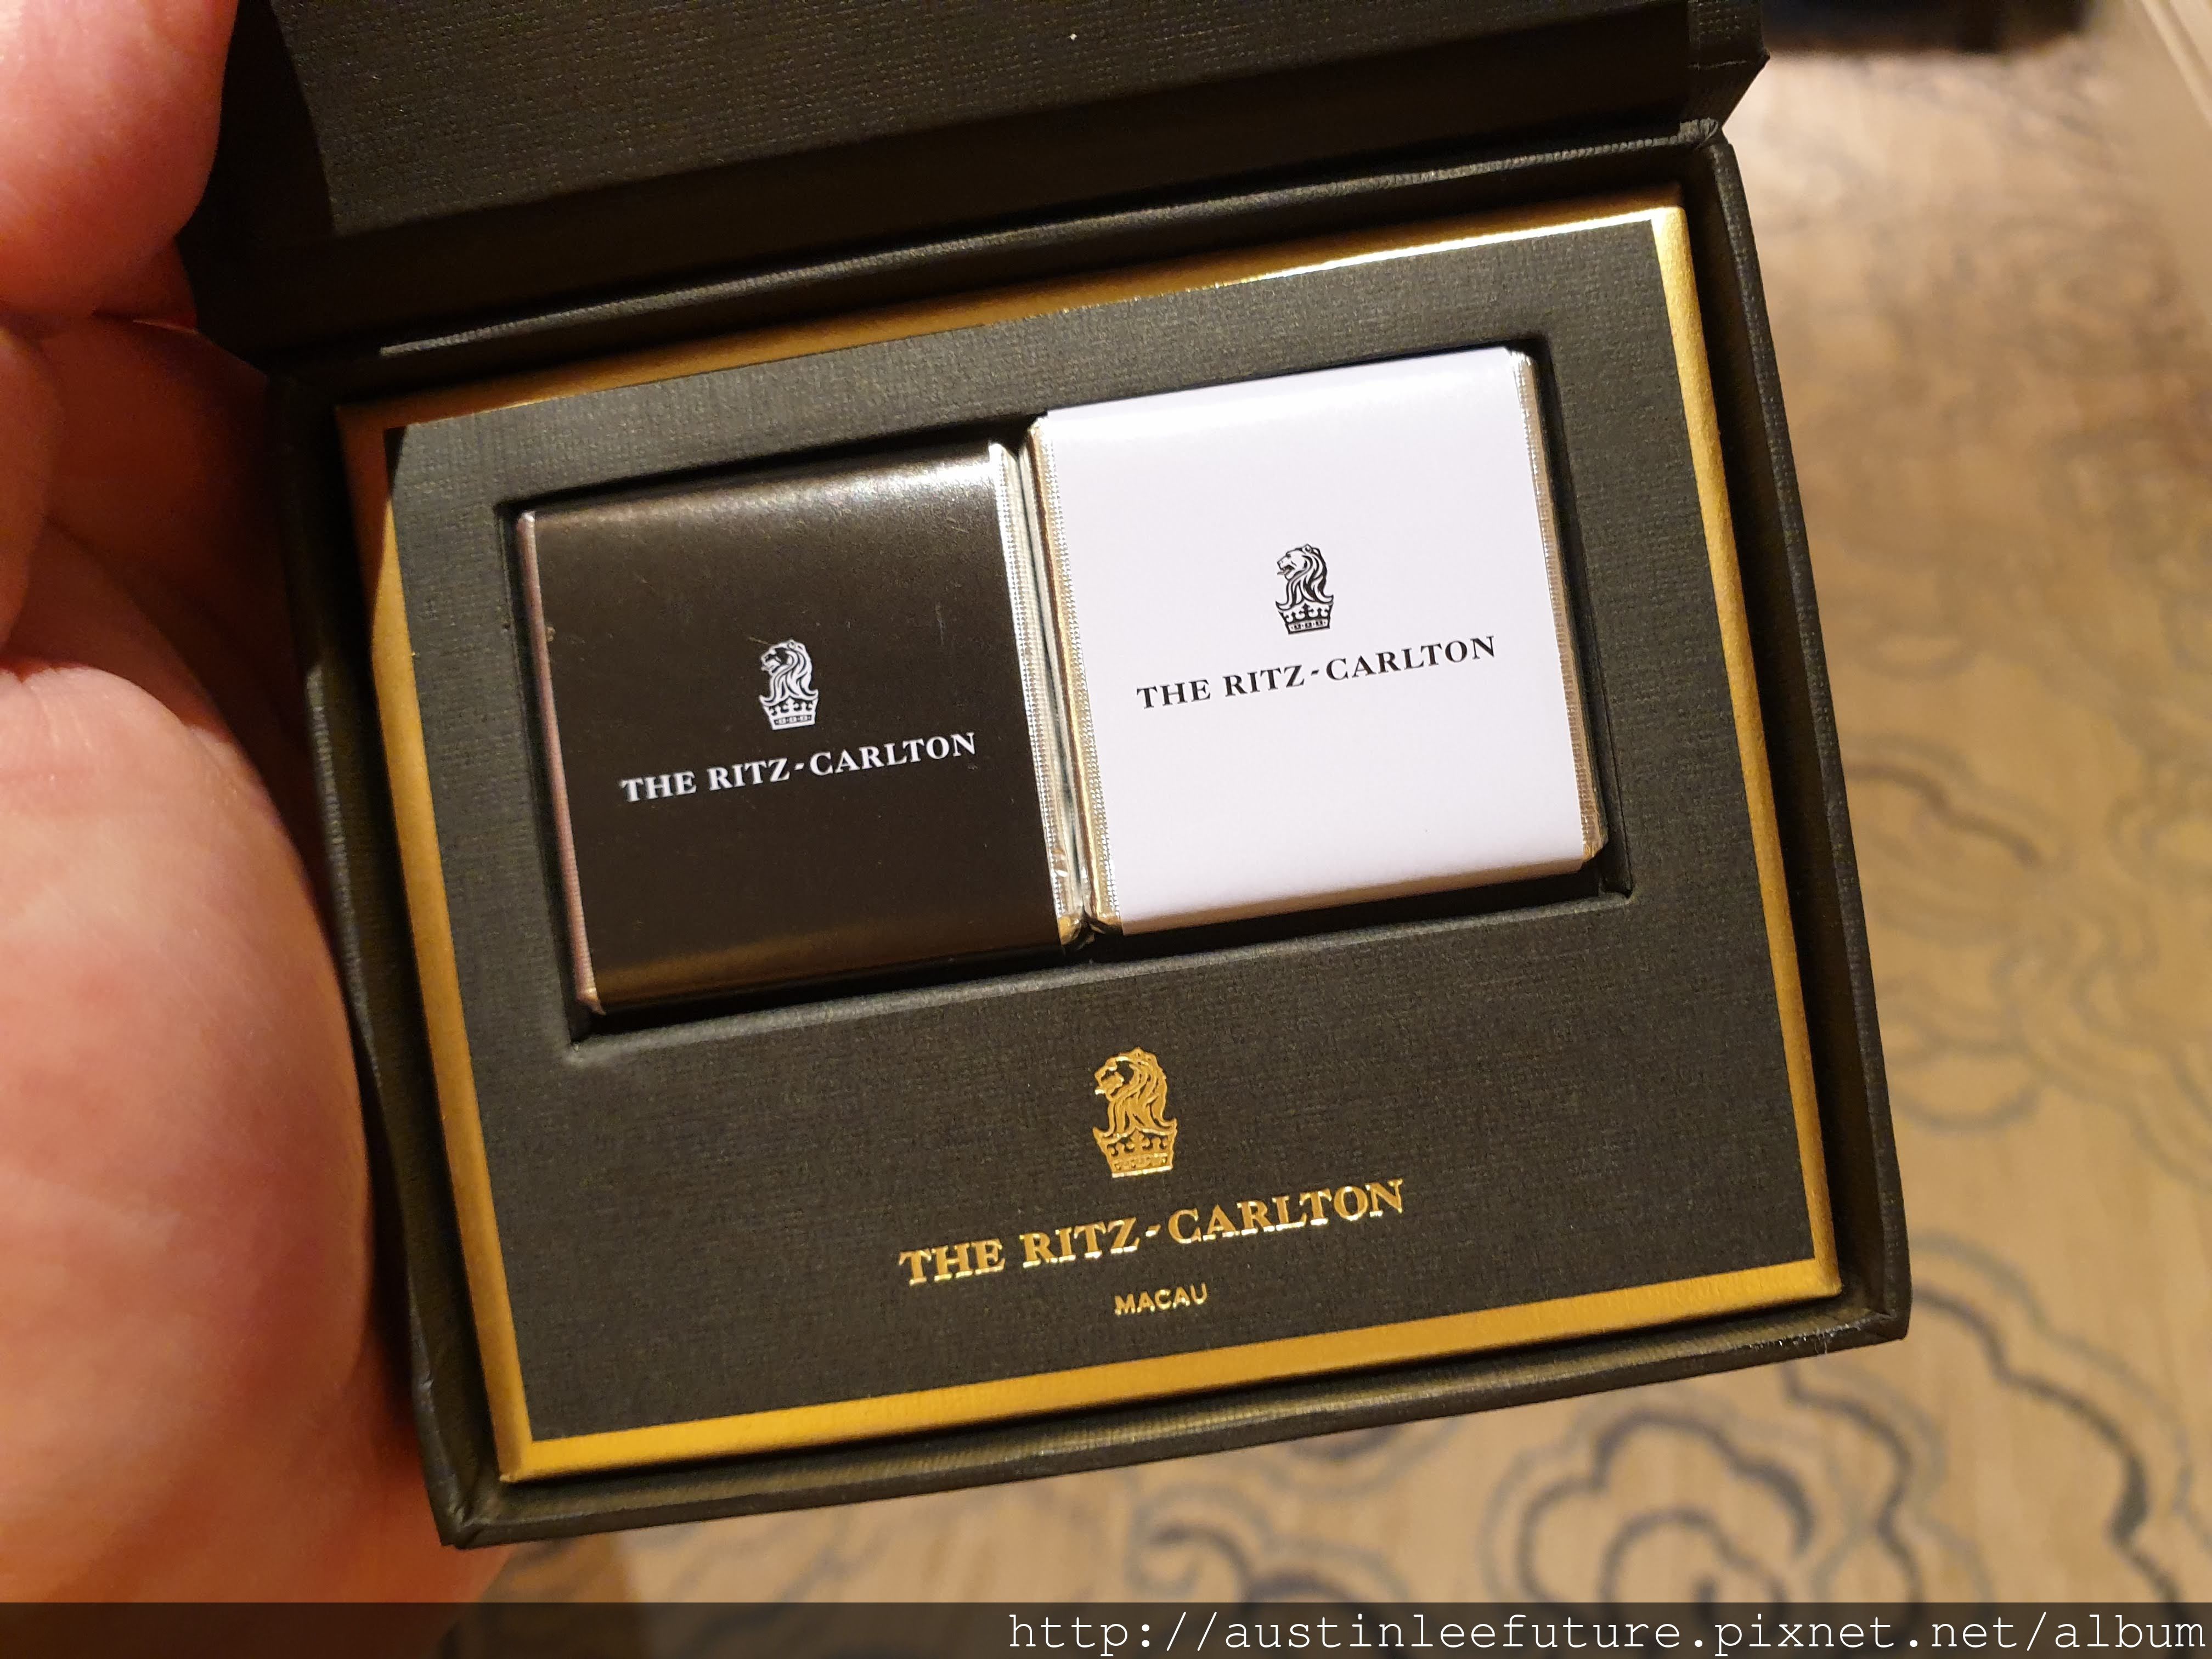 THE RITZ-CARLTON
THE RITZ-CARLTON
THE RITZ-CARLTON
MACAU
http://austinleefuture.pixnet.net/album